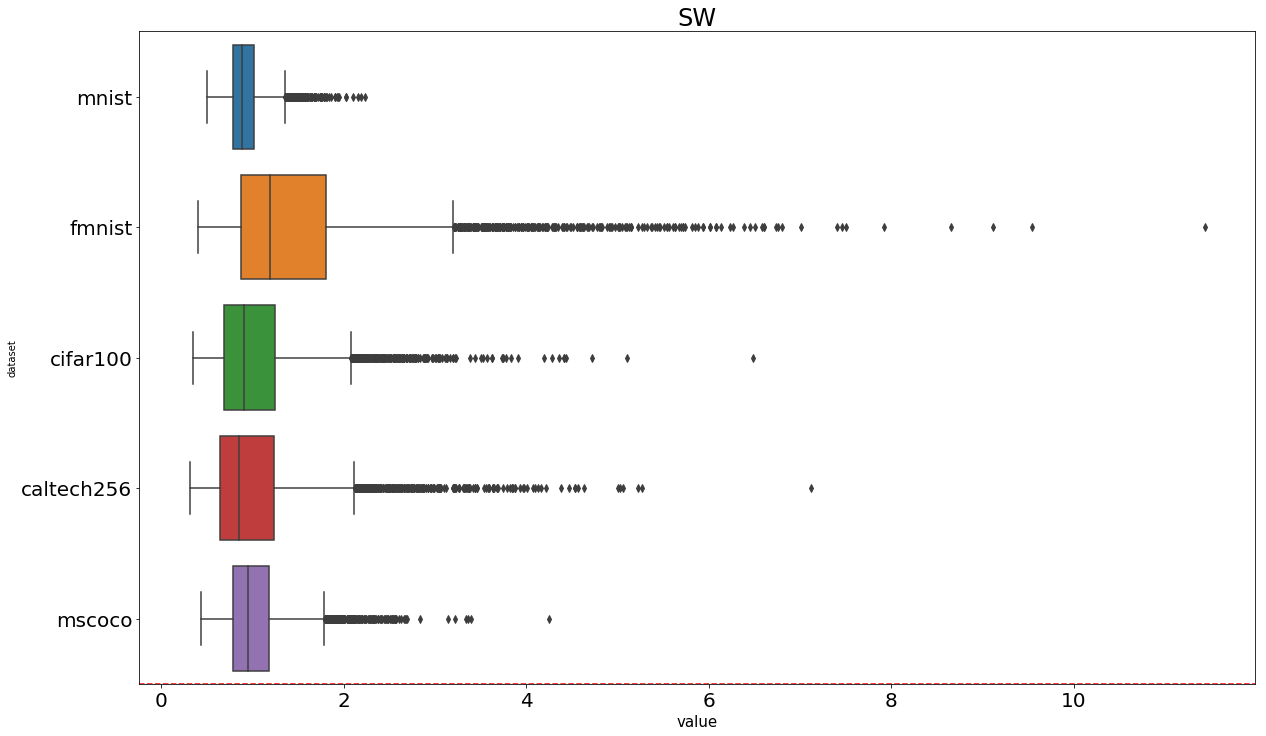 SW
mnist
fmnist
cifar100
caltech256
mscoco
dataset
0 2 4 6 8 10
value